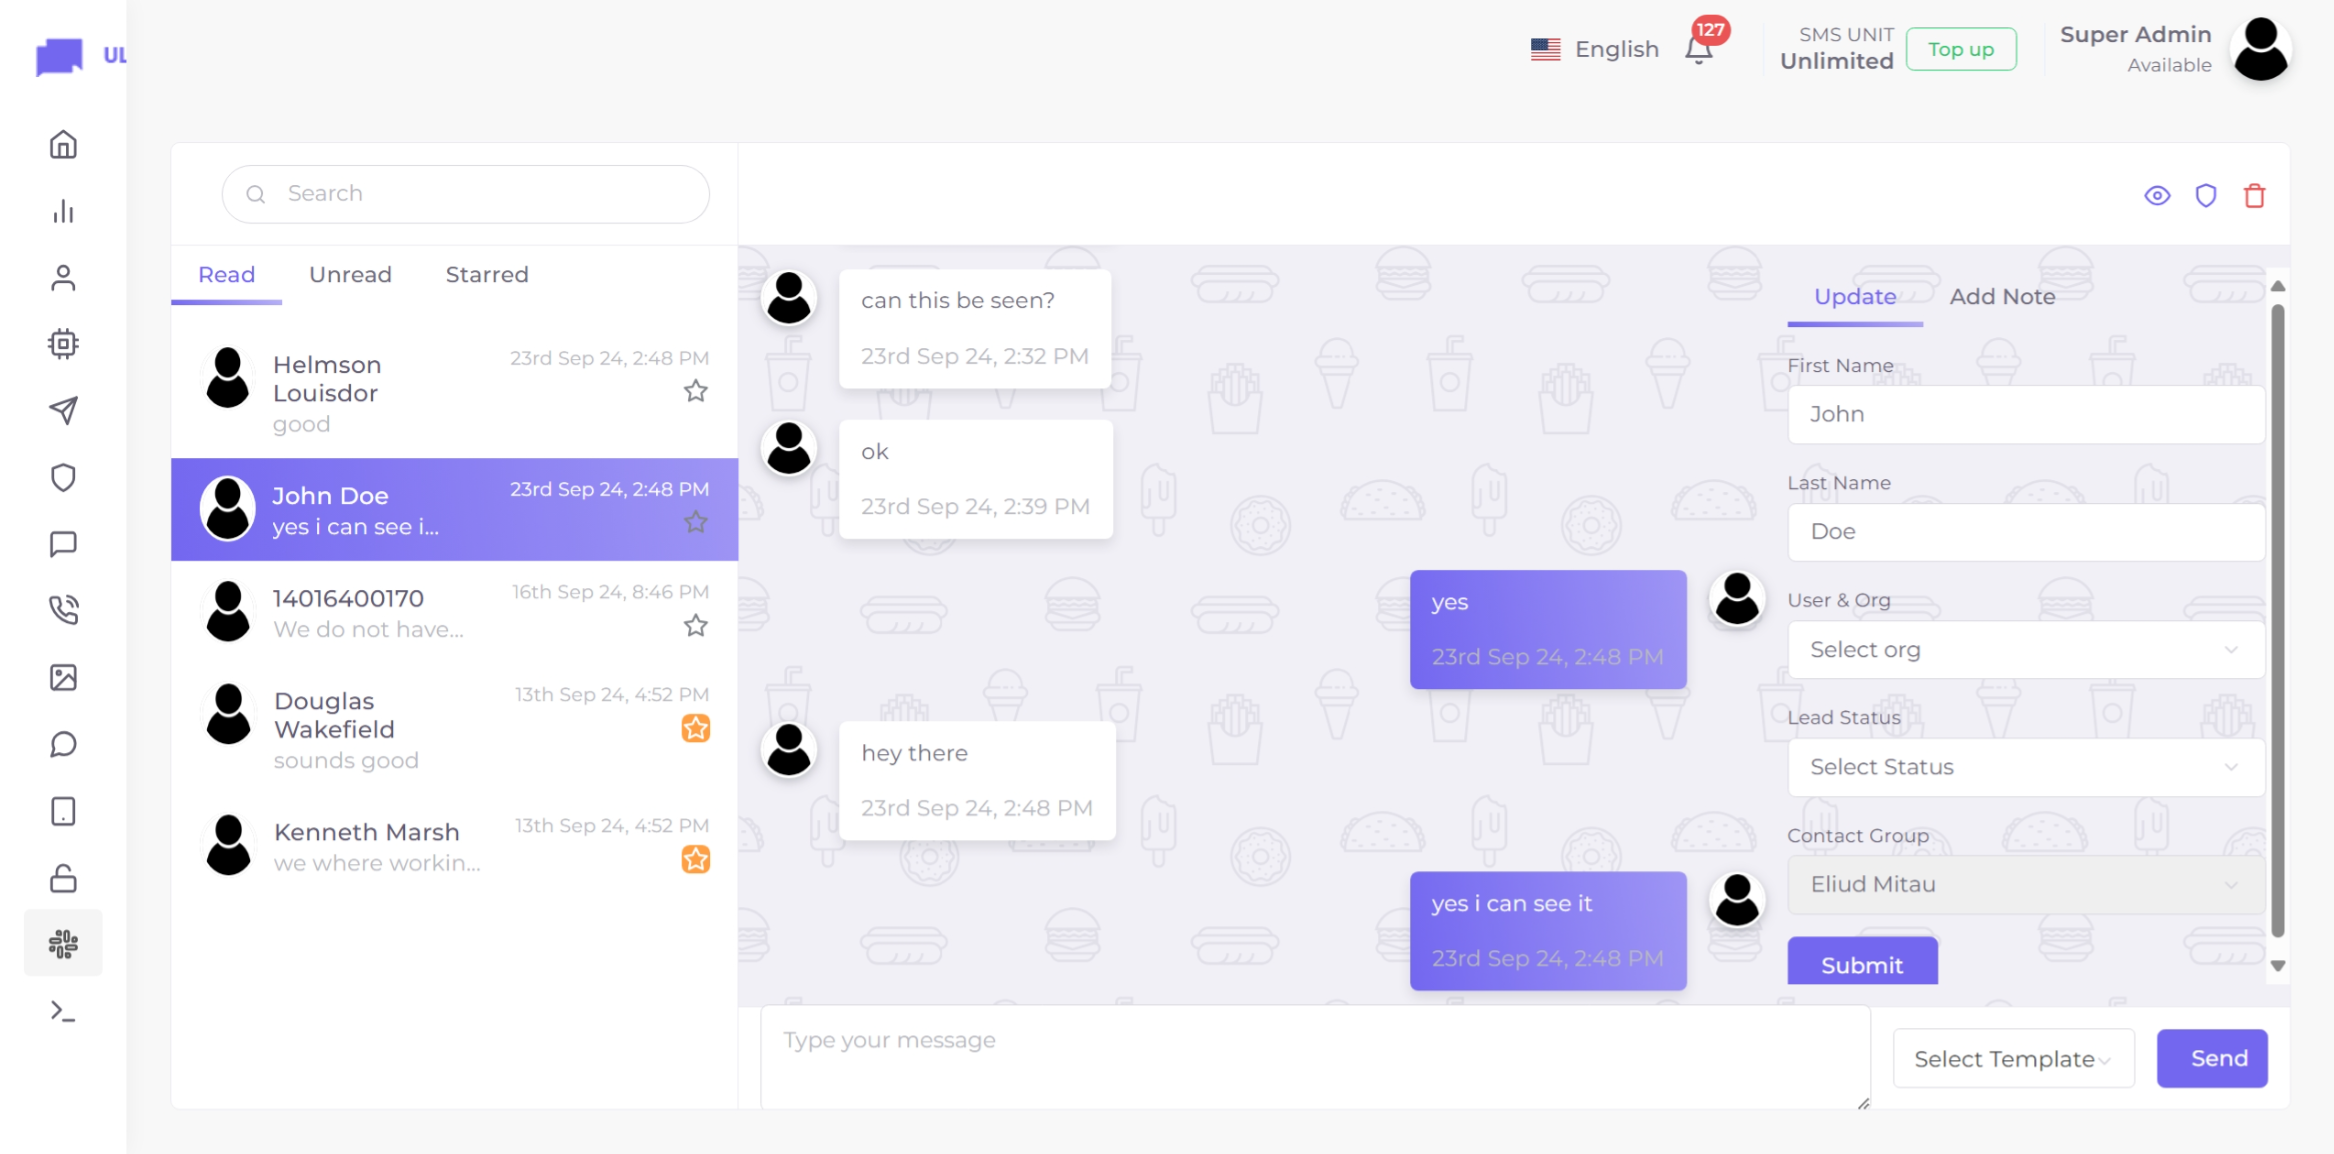 UL
English
127
SMS UNIT
Unlimited
Top up
Super Admin
Available
Search
Read
Unread
Starred
Helmson
Louisdor
good
23rd Sep 24, 2:48 PM
John Doe
yes i can see i...
23rd Sep 24, 2:48 PM
14016400170
We do not have...
16th Sep 24, 8:46 PM
Douglas
Wakefield
sounds good
13th Sep 24, 4:52 PM
Kenneth Marsh
we where workin...
13th Sep 24, 4:52 PM
can this be seen?
23rd Sep 24, 2:32 PM
ok
23rd Sep 24, 2:39 PM
yes
23rd Sep 24, 2:48 PM
hey there
23rd Sep 24, 2:48 PM
yes i can see it
23rd Sep 24, 2:48 PM
Update
Add Note
First Name
John
Last Name
Doe
User & Org
Select org
Lead Status
Select Status
Contact Group
Eliud Mitau
Submit
Type your message
Select Template
Send